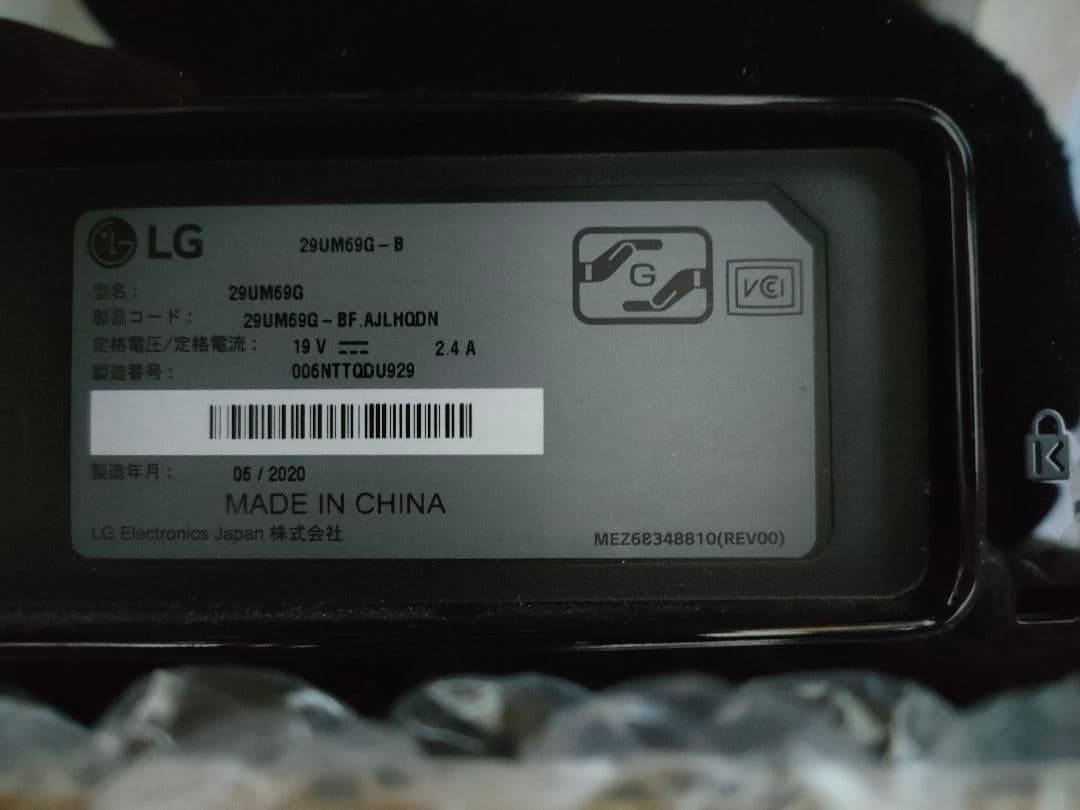 LG 29UM69G-B
型名: 29UM69G
製品コード: 29UM69G-BF.AJLHQDN
定格電圧/定格電流: 19 V 2.4 A
製造番号: 006NTTQDU929
製造年月: 06 / 2020
MADE IN CHINA
LG Electronics Japan 株式会社
MEZ68348810(REV00)
G
VCCI
K